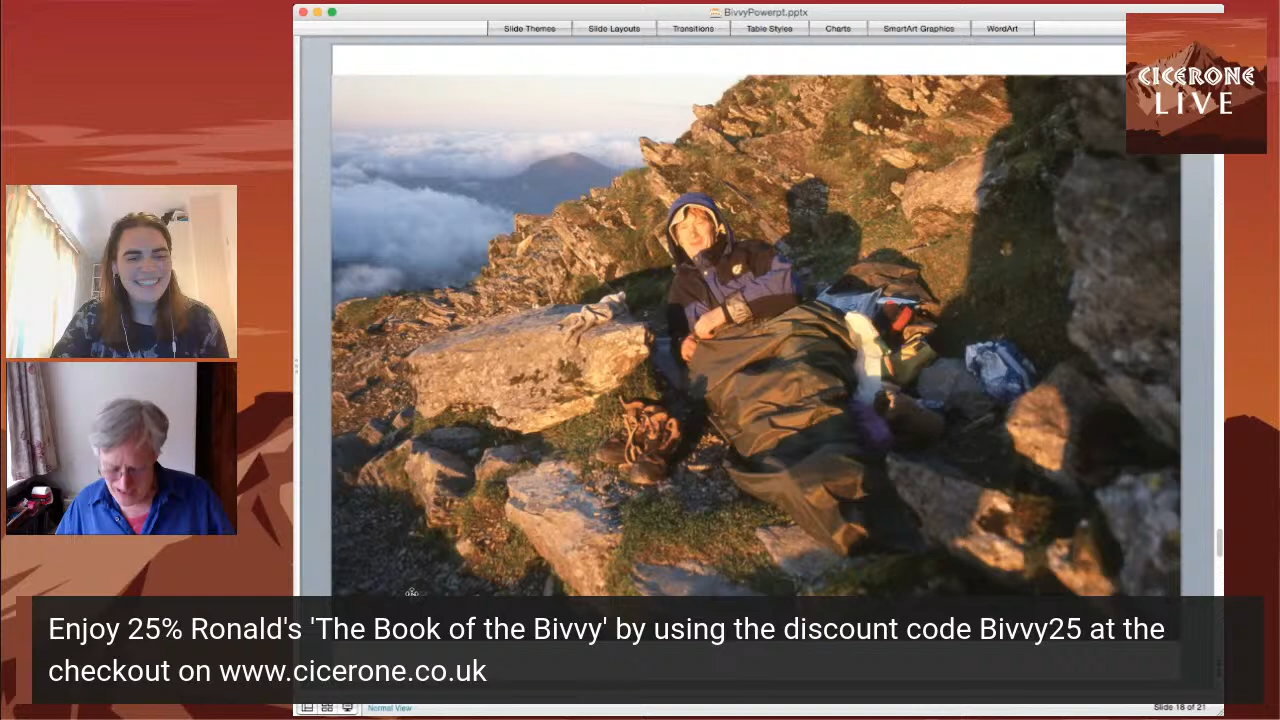 BivvyPowerpt.pptx
Slide Themes Slide Layouts Transitions Table Styles Charts SmartArt Graphics WordArt
CICERONE
LIVE
Enjoy 25% Ronald's 'The Book of the Bivvy' by using the discount code Bivvy25 at the
checkout on www.cicerone.co.uk
Normal View
Slide 18 of 21